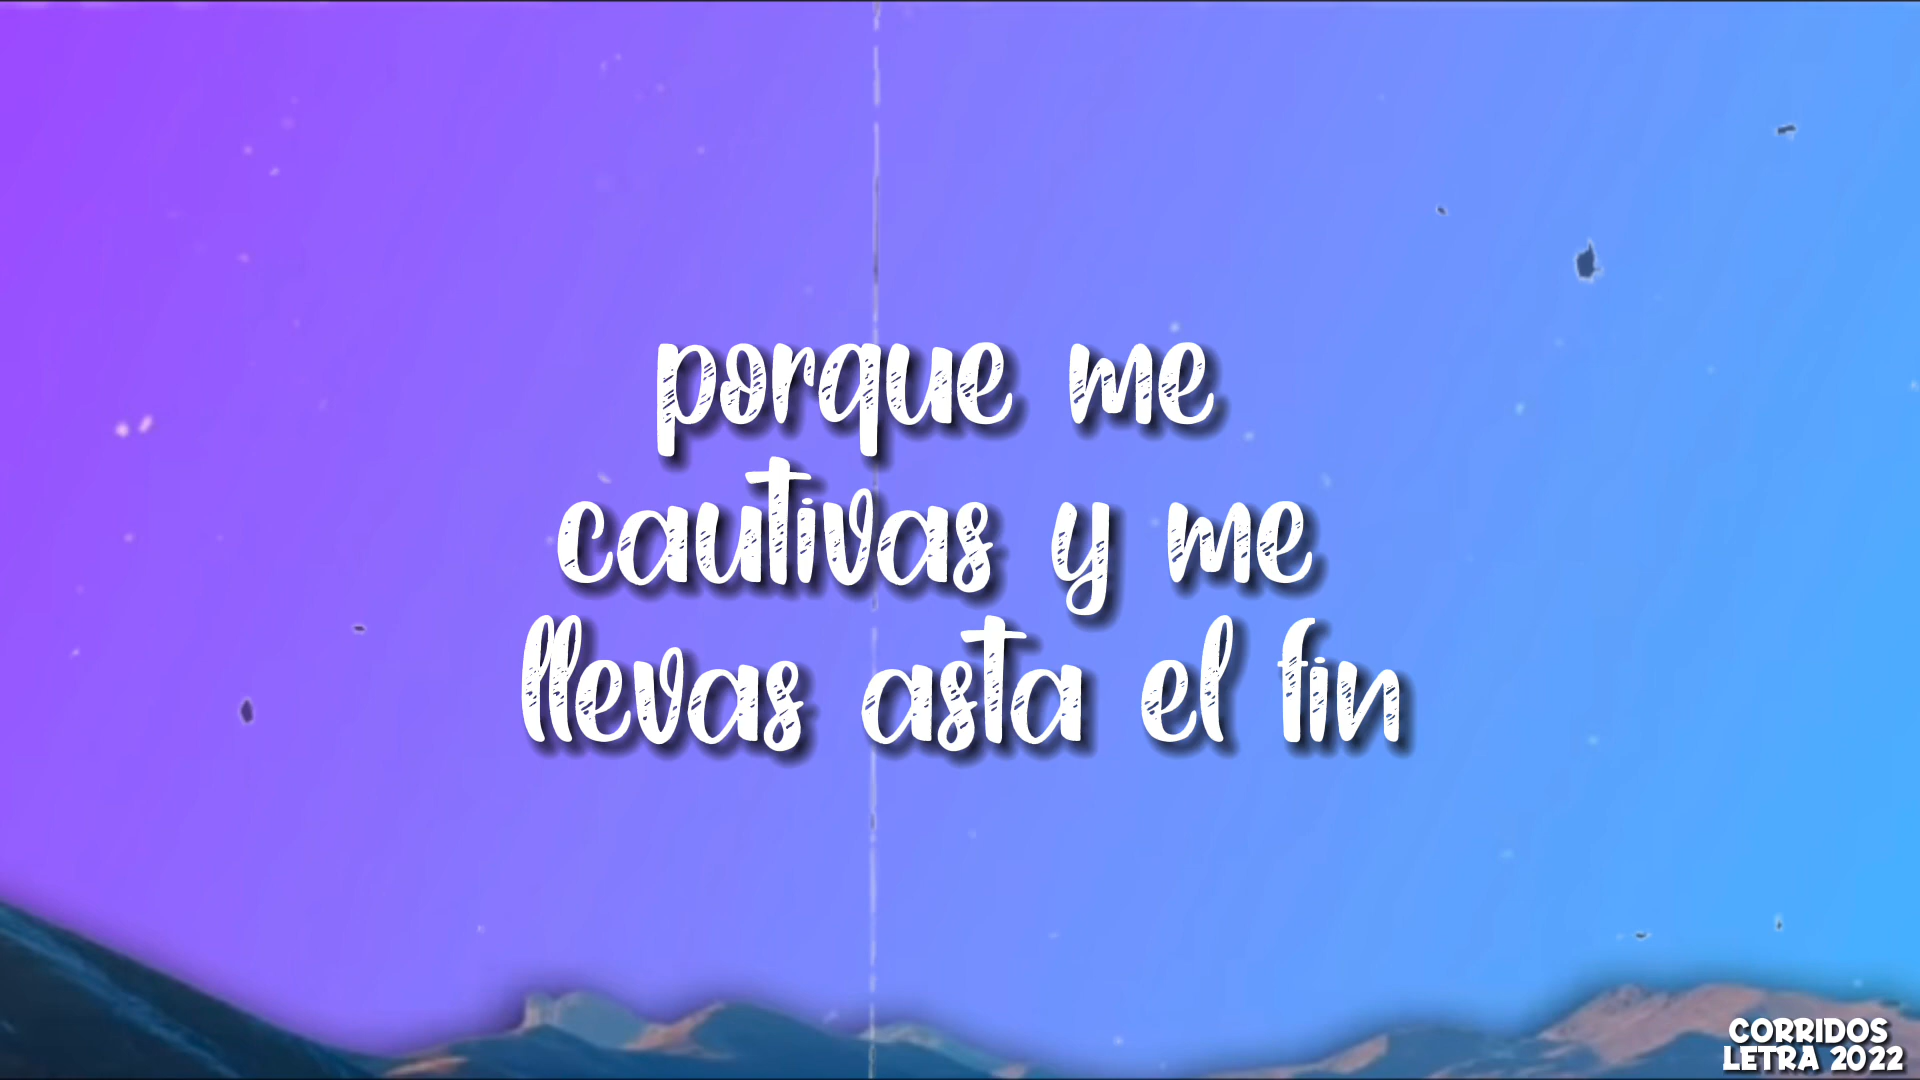 porque me
cautivas y me
llevas asta el fin
CORRIDOS
LETRA 2022